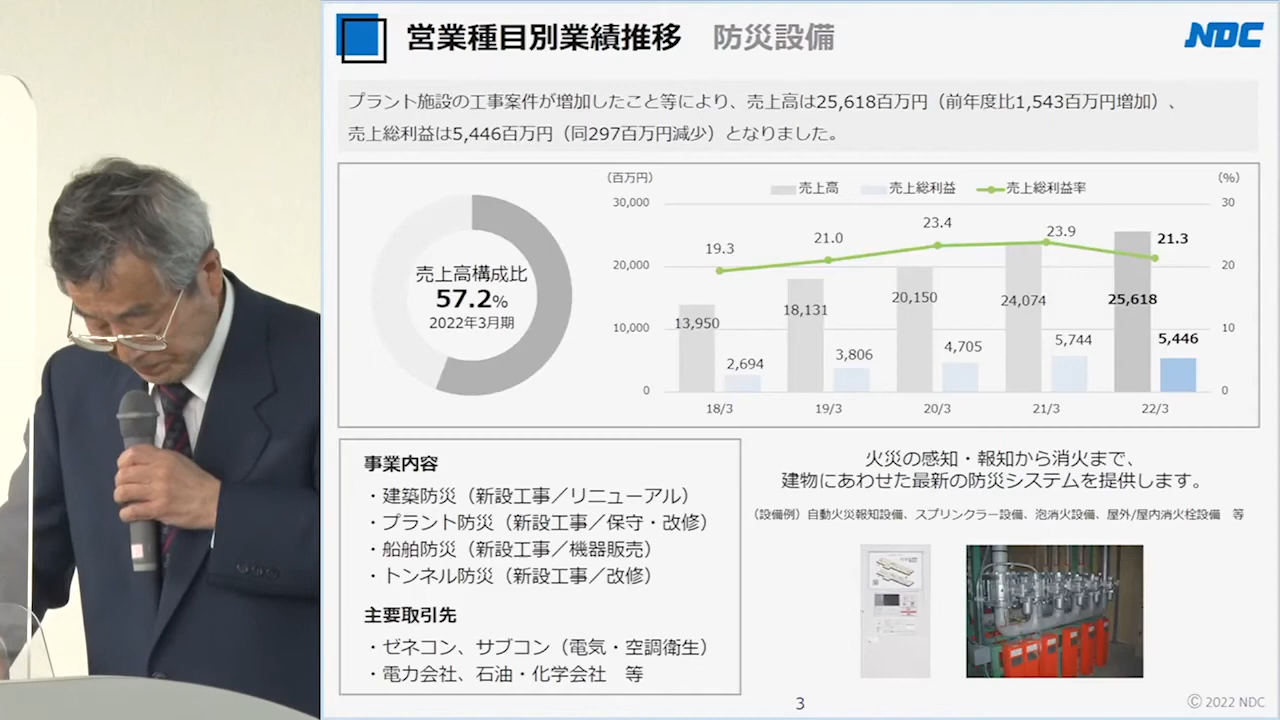 営業種目別業績推移 防災設備
NDC
プラント施設の工事案件が増加したこと等により、売上高は25,618百万円（前年度比1,543百万円増加）、
売上総利益は5,446百万円（同297百万円減少）となりました。
売上高構成比
57.2%
2022年3月期
（百万円）
売上高 売上総利益 売上総利益率
（%）
30,000
20,000
10,000
0
30
20
10
0
19.3 21.0 23.4 23.9 21.3
13,950 18,131 20,150 24,074 25,618
2,694 3,806 4,705 5,744 5,446
18/3 19/3 20/3 21/3 22/3
事業内容
・建築防災（新設工事／リニューアル）
・プラント防災（新設工事／保守・改修）
・船舶防災（新設工事／機器販売）
・トンネル防災（新設工事／改修）
主要取引先
・ゼネコン、サブコン（電気・空調衛生）
・電力会社、石油・化学会社 等
火災の感知・報知から消火まで、
建物にあわせた最新の防災システムを提供します。
（設備例）自動火災報知設備、スプリンクラー設備、泡消火設備、屋外/屋内消火栓設備 等
3
Ⓒ 2022 NDC